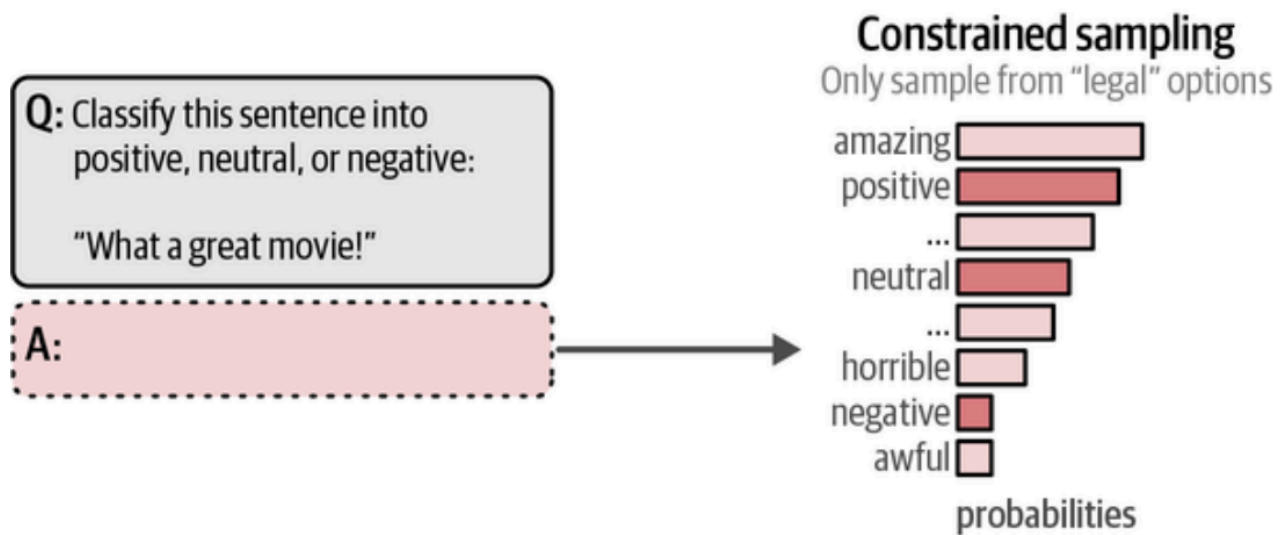 Constrained sampling
Only sample from “legal” options
Q: Classify this sentence into
positive, neutral, or negative:
“What a great movie!”
A:
amazing
positive
...
neutral
...
horrible
negative
awful
probabilities